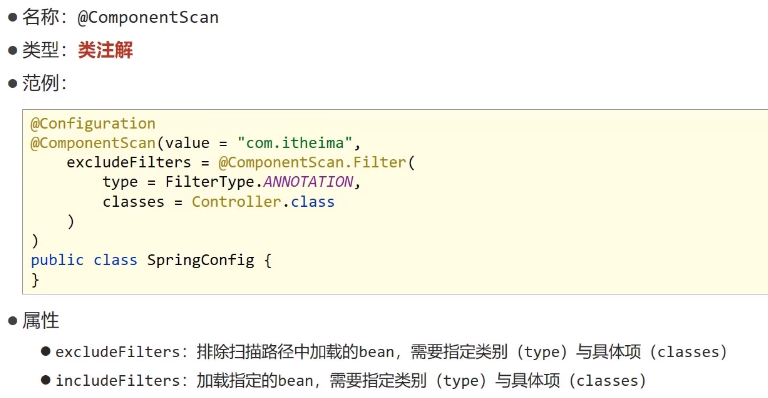 ● 名称：@ComponentScan
● 类型：类注解
● 范例：
@Configuration
@ComponentScan(value = "com.itheima",
    excludeFilters = @ComponentScan.Filter(
        type = FilterType.ANNOTATION,
        classes = Controller.class
    )
)
public class SpringConfig {
}
● 属性
● excludeFilters：排除扫描路径中加载的bean，需要指定类别（type）与具体项（classes）
● includeFilters：加载指定的bean，需要指定类别（type）与具体项（classes）